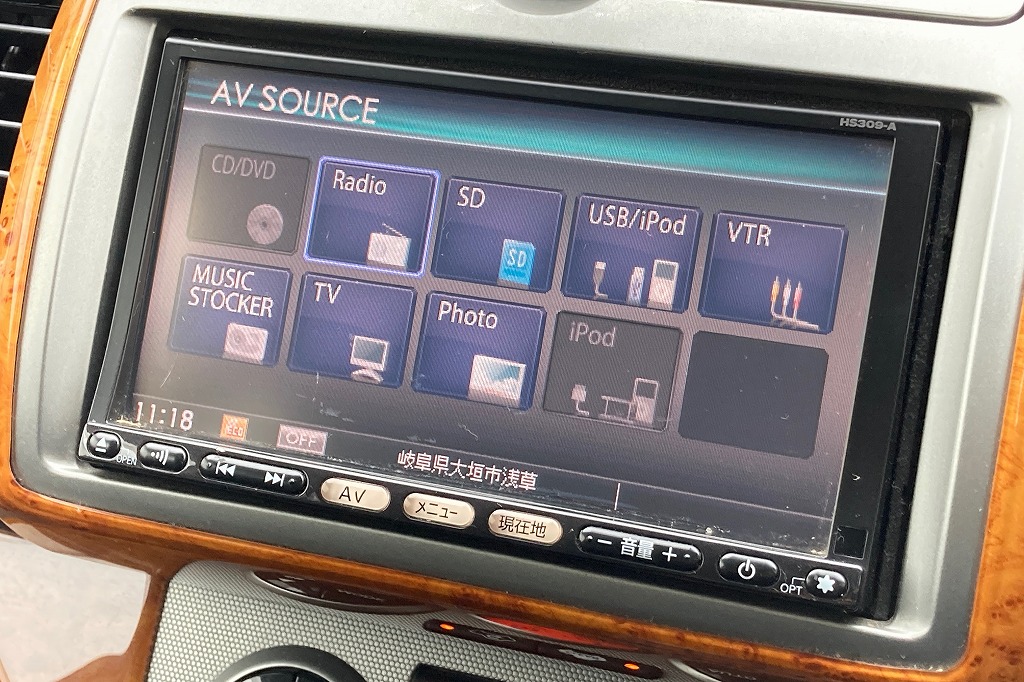 AV SOURCE
HS309-A
CD/DVD
Radio
SD
SD
USB/iPod
VTR
MUSIC
STOCKER
TV
Photo
iPod
11:18
ECO
OFF
岐阜県大垣市浅草
OPEN
AV
メニュー
現在地
− 音量 +
OPT